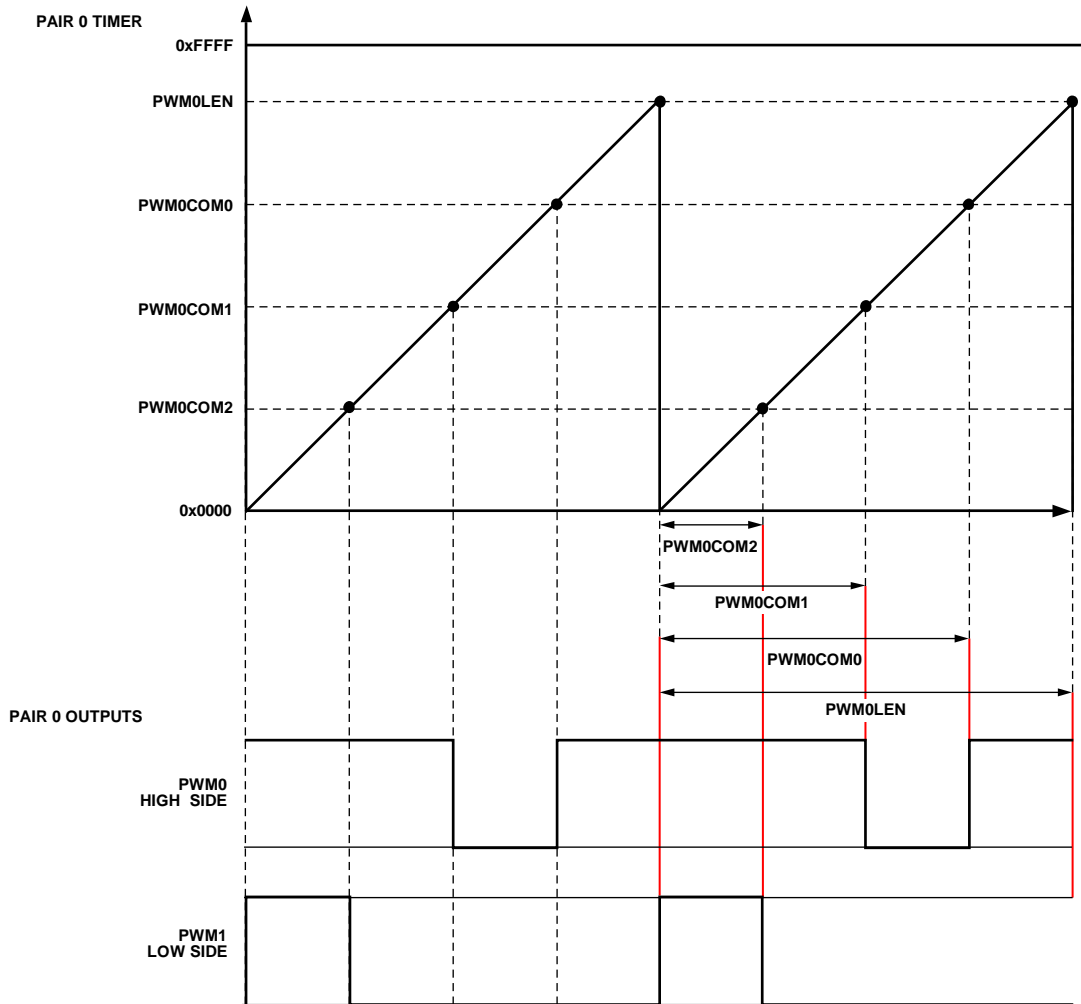 PAIR 0 TIMER
0xFFFF
PWM0LEN
PWM0COM0
PWM0COM1
PWM0COM2
0x0000
PWM0COM2
PWM0COM1
PWM0COM0
PWM0LEN
PAIR 0 OUTPUTS
PWM0
HIGH SIDE
PWM1
LOW SIDE